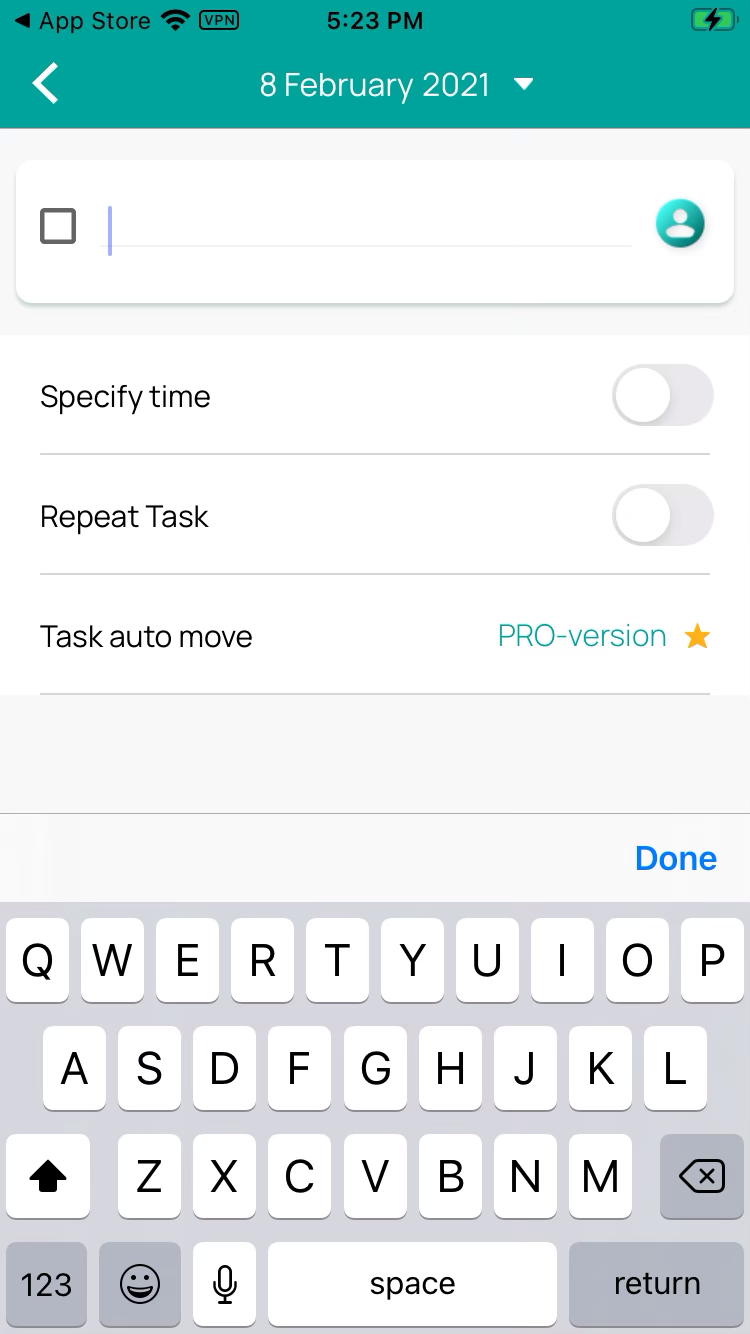 App Store VPN 5:23 PM
8 February 2021
Specify time
Repeat Task
Task auto move PRO-version
Done
Q W E R T Y U I O P
A S D F G H J K L
Z X C V B N M
123 space return